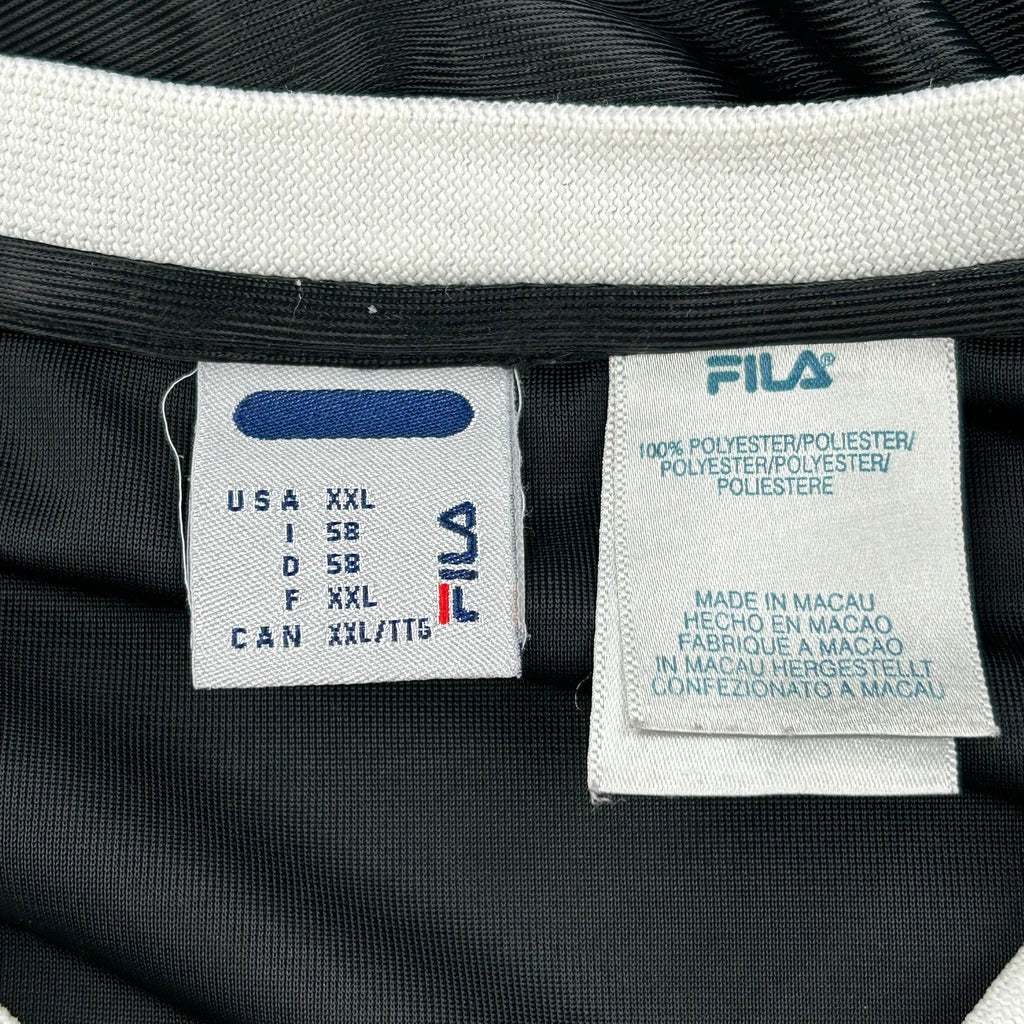 USA XXL
I 58
D 58
F XXL
CAN XXL/TTG
FILA
FILA®
100% POLYESTER/POLIESTER/
POLYESTER/POLYESTER/
POLIESTERE
MADE IN MACAU
HECHO EN MACAO
FABRIQUE A MACAO
IN MACAU HERGESTELLT
CONFEZIONATO A MACAU